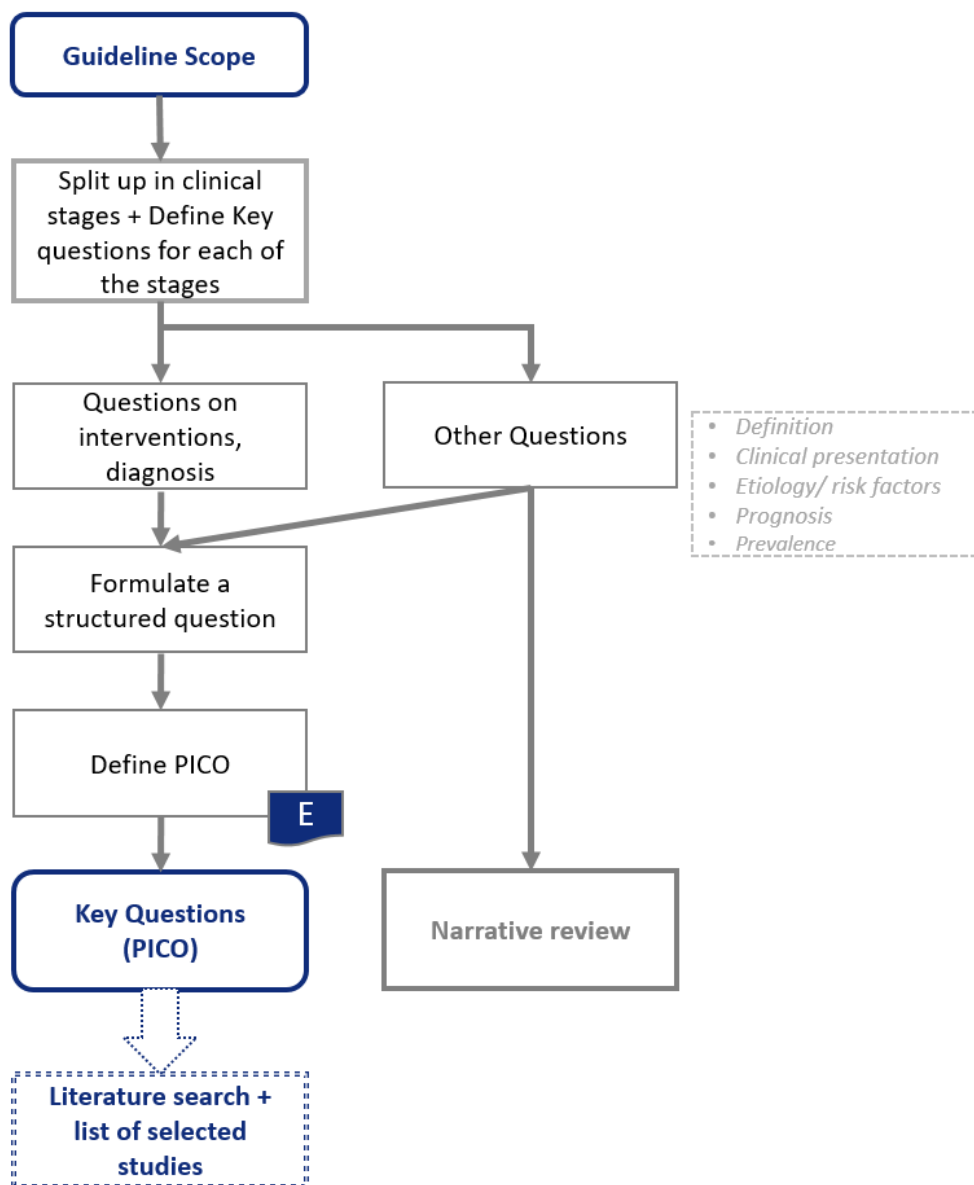 Guideline Scope
Split up in clinical
stages + Define Key
questions for each of
the stages
Questions on
interventions,
diagnosis
Other Questions
• Definition
• Clinical presentation
• Etiology/ risk factors
• Prognosis
• Prevalence
Formulate a
structured question
Define PICO
E
Key Questions
(PICO)
Narrative review
Literature search +
list of selected
studies